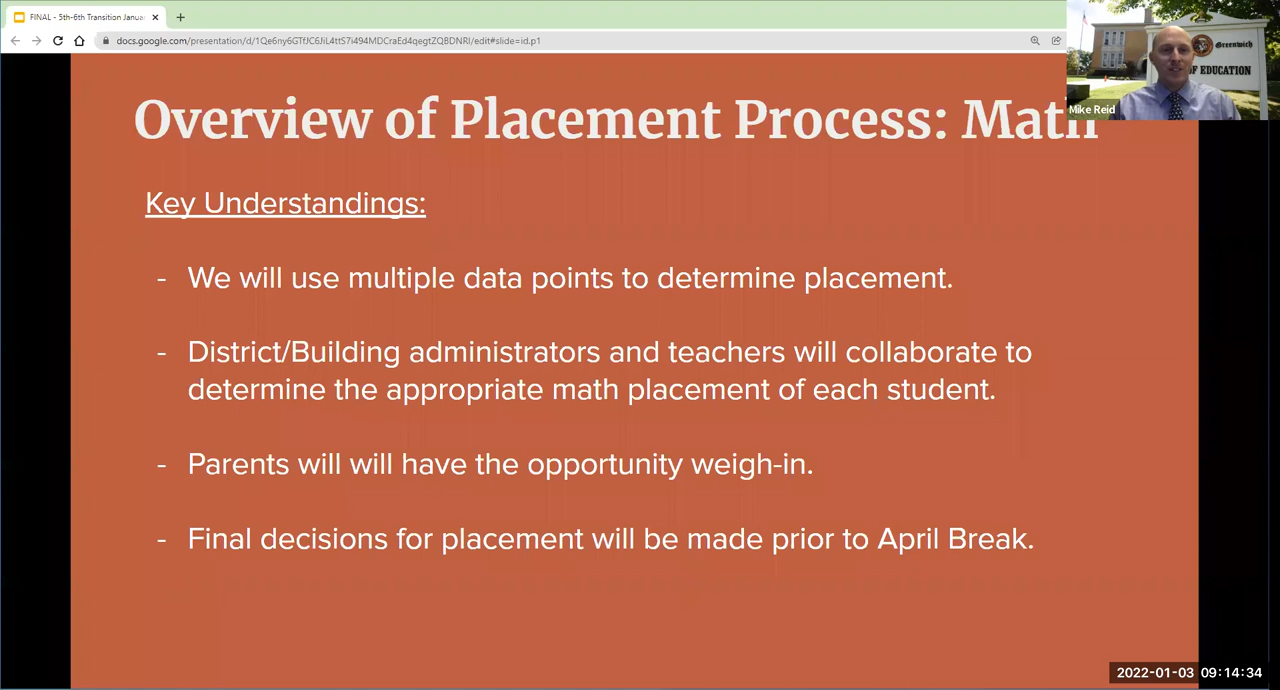 FINAL - 5th-6th Transition Janua
docs.google.com/presentation/d/1Qe6ny6GTfJC6JiL4ttS7i494MDCraEd4qegtZQBDNRI/edit#slide=id.p1
Greenwich
OF EDUCATION
Mike Reid
Overview of Placement Process: Math
Key Understandings:
- We will use multiple data points to determine placement.
- District/Building administrators and teachers will collaborate to
determine the appropriate math placement of each student.
- Parents will will have the opportunity weigh-in.
- Final decisions for placement will be made prior to April Break.
2022-01-03 09:14:34